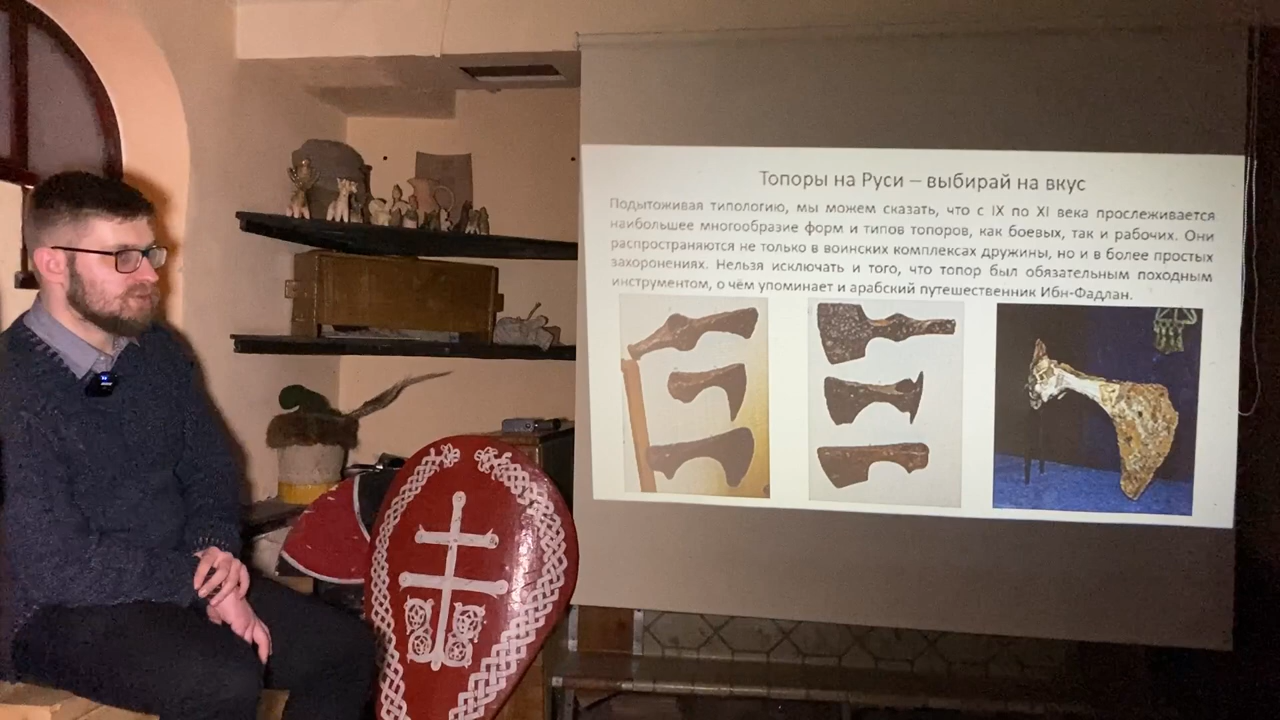 Топоры на Руси – выбирай на вкус
Подытоживая типологию, мы можем сказать, что с IX по XI века прослеживается
наибольшее многообразие форм и типов топоров, как боевых, так и рабочих. Они
распространяются не только в воинских комплексах дружины, но и в более простых
захоронениях. Нельзя исключать и того, что топор был обязательным походным
инструментом, о чём упоминает и арабский путешественник Ибн-Фадлан.